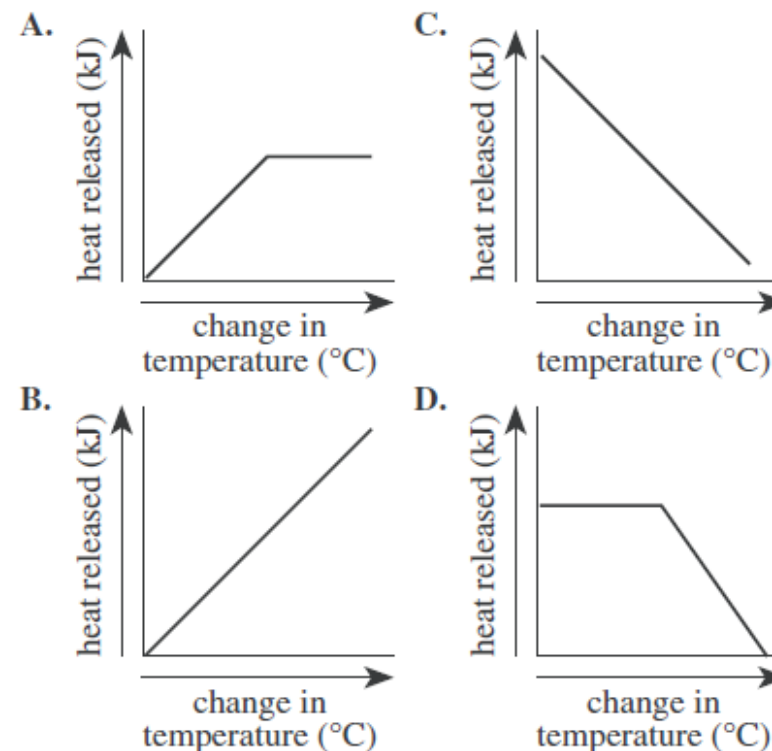 A.
heat released (kJ)
change in
temperature (°C)
B.
heat released (kJ)
change in
temperature (°C)
C.
heat released (kJ)
change in
temperature (°C)
D.
heat released (kJ)
change in
temperature (°C)